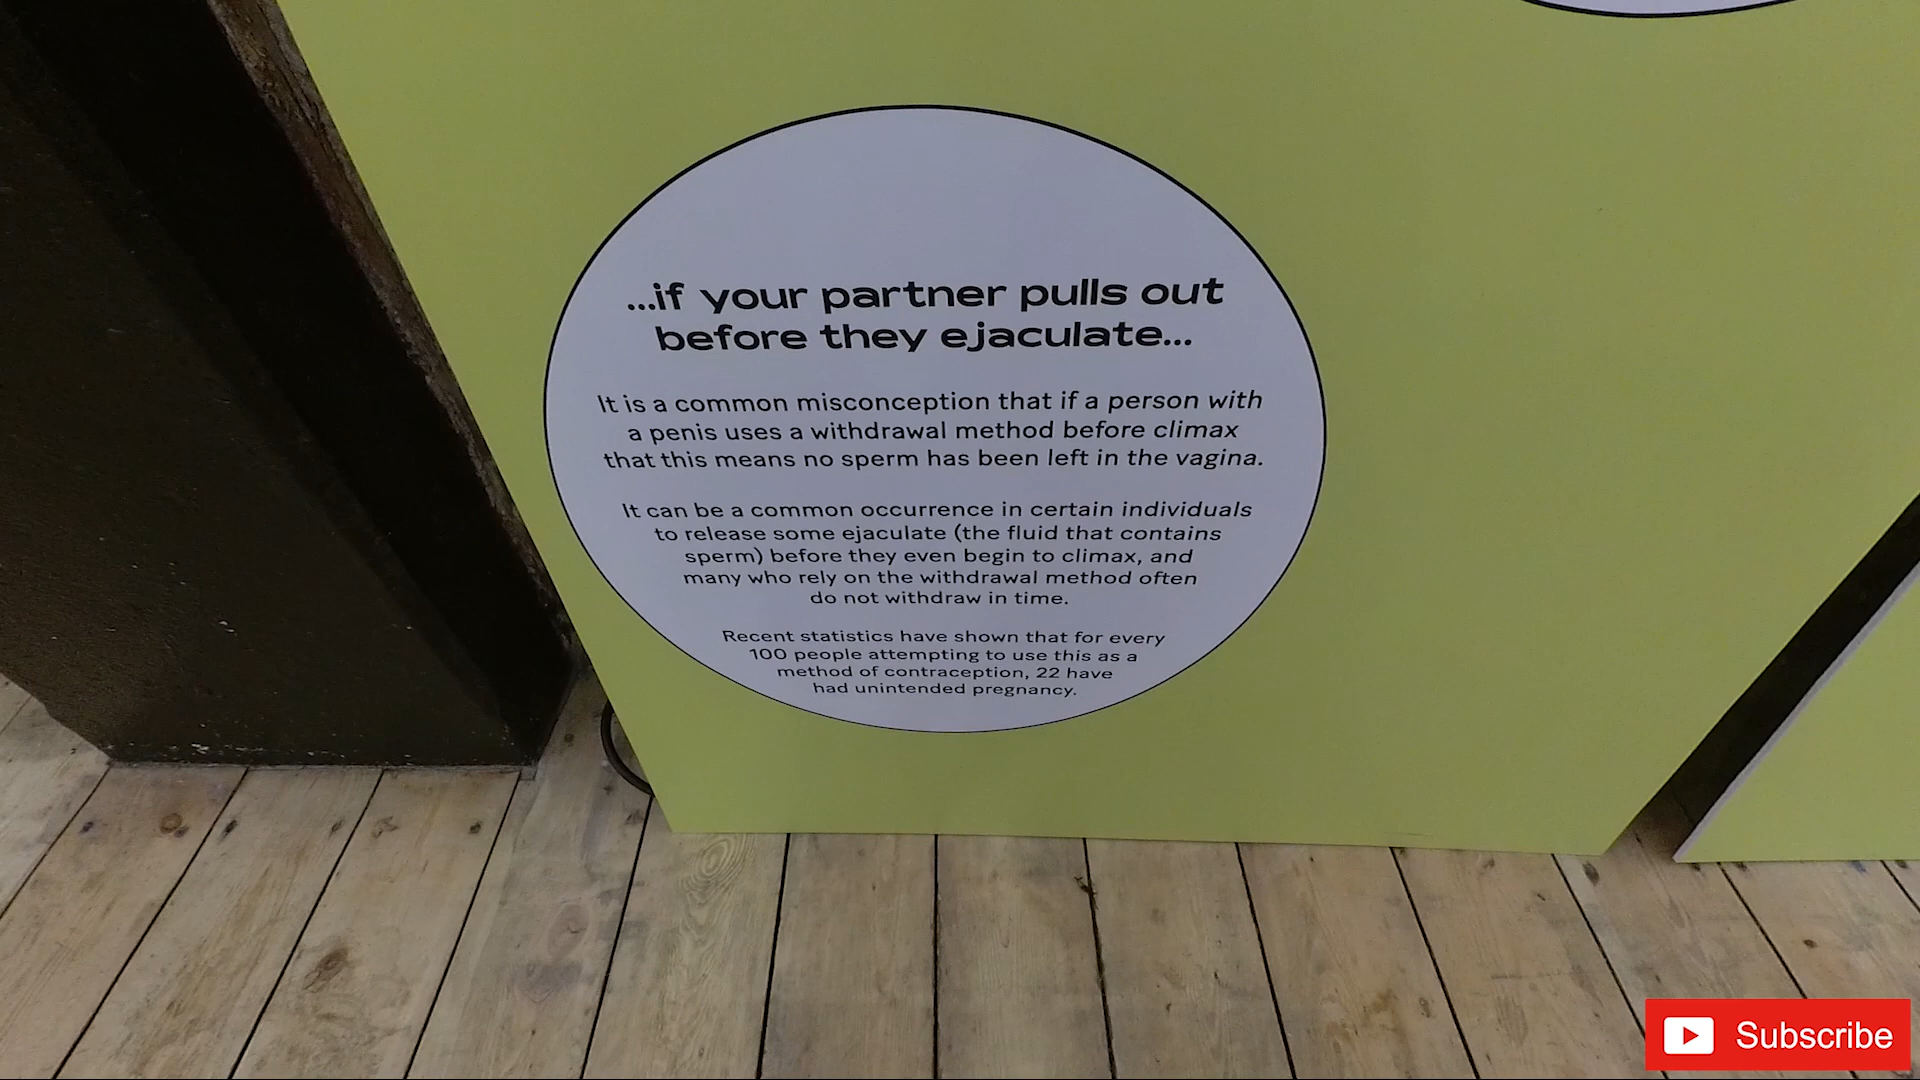 ...if your partner pulls out
before they ejaculate...
It is a common misconception that if a person with
a penis uses a withdrawal method before climax
that this means no sperm has been left in the vagina.
It can be a common occurrence in certain individuals
to release some ejaculate (the fluid that contains
sperm) before they even begin to climax, and
many who rely on the withdrawal method often
do not withdraw in time.
Recent statistics have shown that for every
100 people attempting to use this as a
method of contraception, 22 have
had unintended pregnancy.
Subscribe